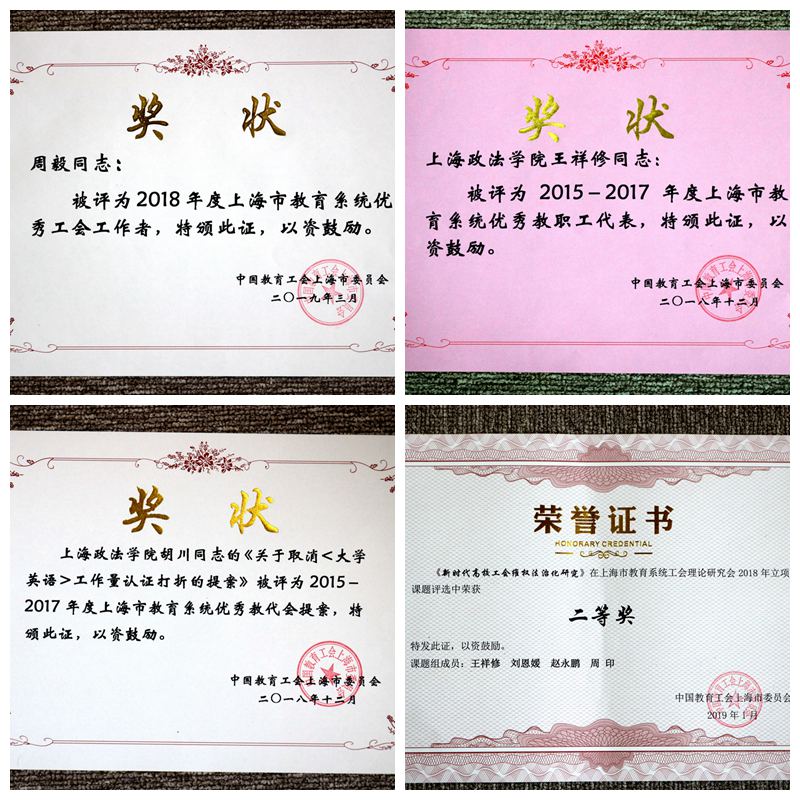 奖 状
周毅同志：
被评为2018年度上海市教育系统优
秀工会工作者，特颁此证，以资鼓励。
中国教育工会上海市委员会
二〇一九年三月
奖 状
上海政法学院王祥修同志：
被评为 2015－2017 年度上海市教
育系统优秀教职工代表，特颁此证，以
资鼓励。
中国教育工会上海市委员会
二〇一八年十二月
奖 状
上海政法学院胡川同志的《关于取消<大学
英语>工作量认证打折的提案》被评为2015－
2017年度上海市教育系统优秀教代会提案，特
颁此证，以资鼓励。
中国教育工会上海市委员会
二〇一八年十二月
荣誉证书
HONORARY CREDENTIAL
《新时代高校工会维权法治化研究》在上海市教育系统工会理论研究会2018年立项
课题评选中荣获
二等奖
特发此证，以资鼓励。
课题组成员：王祥修 刘恩媛 赵永鹏 周 印
中国教育工会上海市委员会
2019年1月